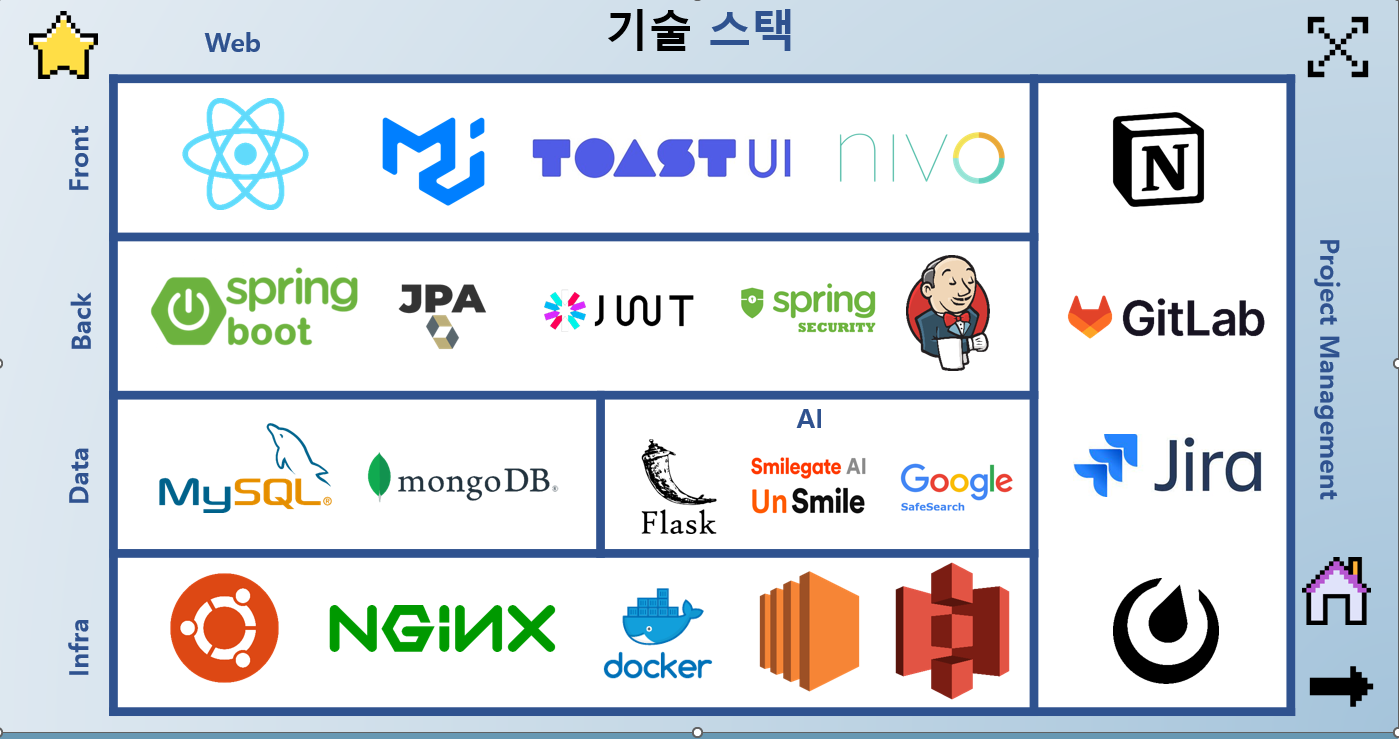 기술 스택
Web
Front
TOAST UI
nivo
N
Back
spring boot
JPA
JWT
spring SECURITY
GitLab
Project Management
Data
MySQL®
mongoDB®
AI
Flask
Smilegate AI
UnSmile
Google
SafeSearch
Jira
Infra
NGiNX
docker